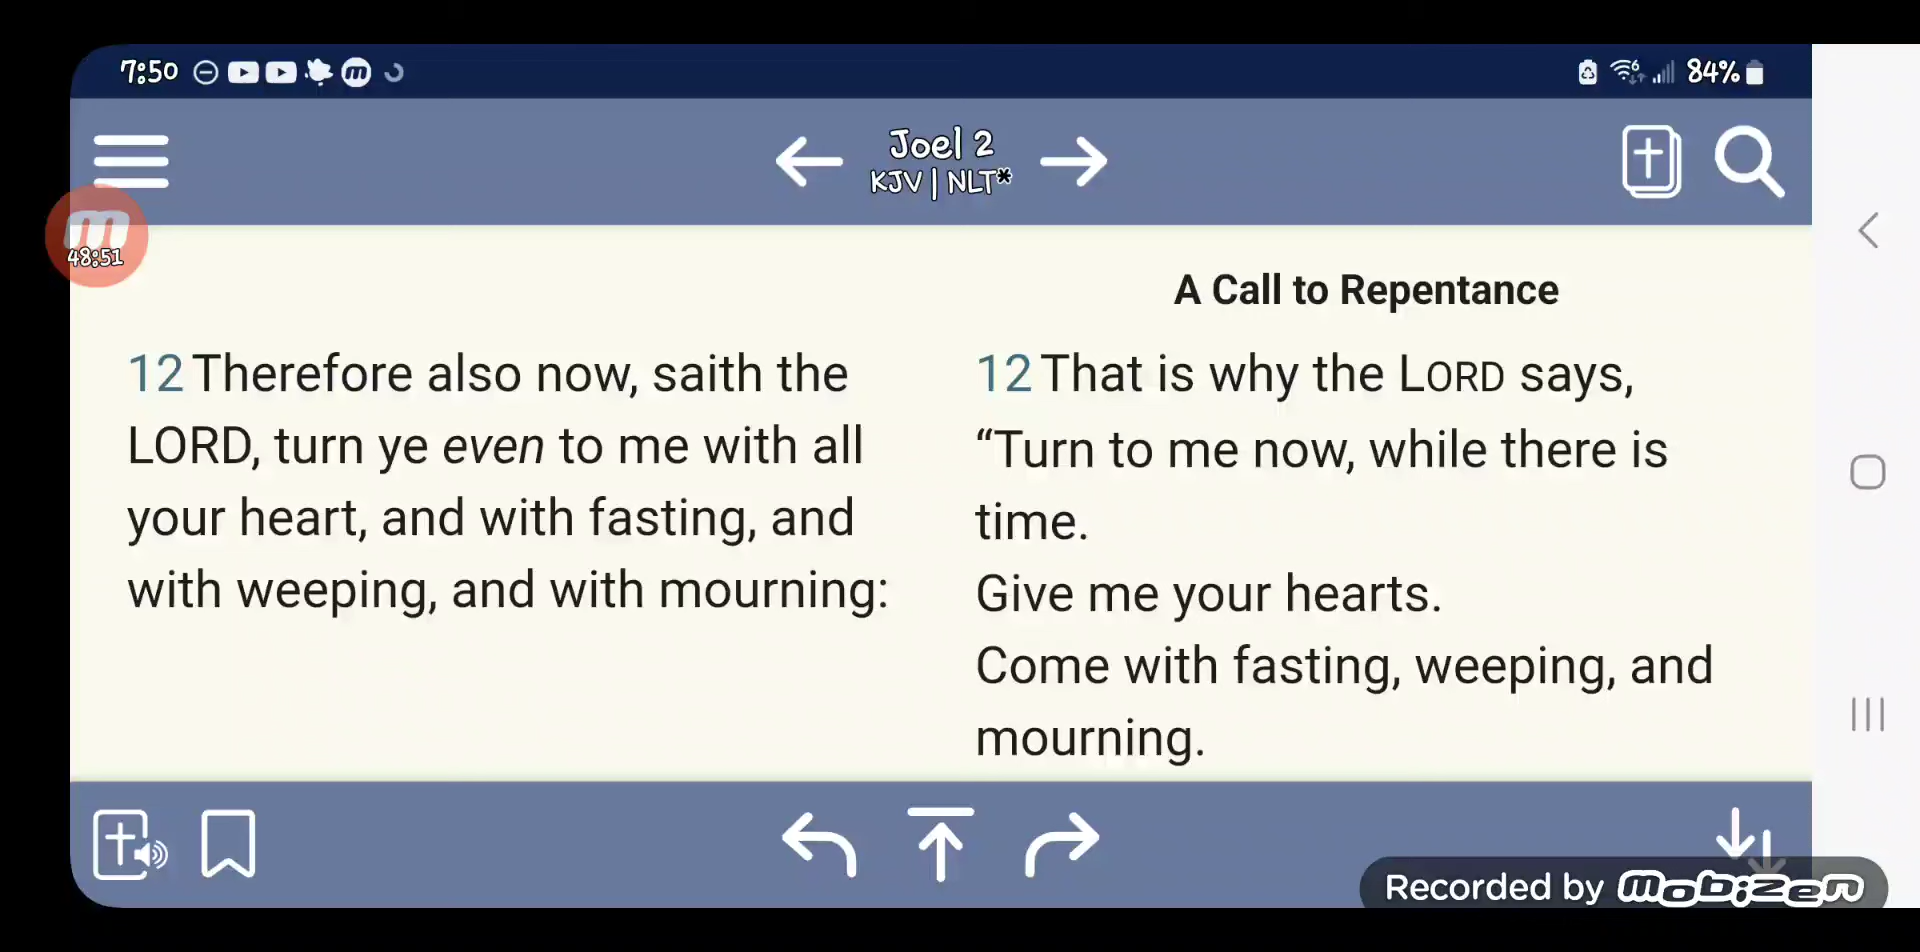 7:50
84%
Joel 2
KJV | NLT*
48:51
A Call to Repentance
12 Therefore also now, saith the
LORD, turn ye even to me with all
your heart, and with fasting, and
with weeping, and with mourning:
12 That is why the LORD says,
“Turn to me now, while there is
time.
Give me your hearts.
Come with fasting, weeping, and
mourning.
Recorded by Mobizen